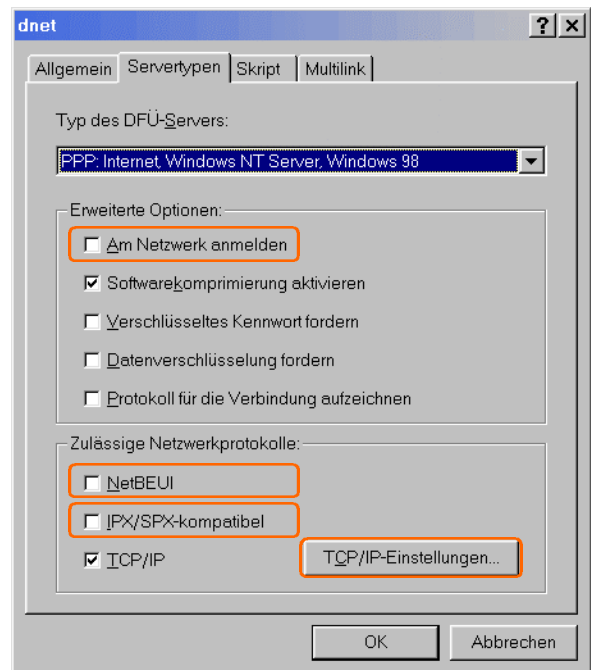 dnet
Allgemein Servertypen Skript Multilink
Typ des DFÜ-Servers:
PPP: Internet, Windows NT Server, Windows 98
Erweiterte Optionen:
Am Netzwerk anmelden
Softwarekomprimierung aktivieren
Verschlüsseltes Kennwort fordern
Datenverschlüsselung fordern
Protokoll für die Verbindung aufzeichnen
Zulässige Netzwerkprotokolle:
NetBEUI
IPX/SPX-kompatibel
TCP/IP TCP/IP-Einstellungen...
OK Abbrechen